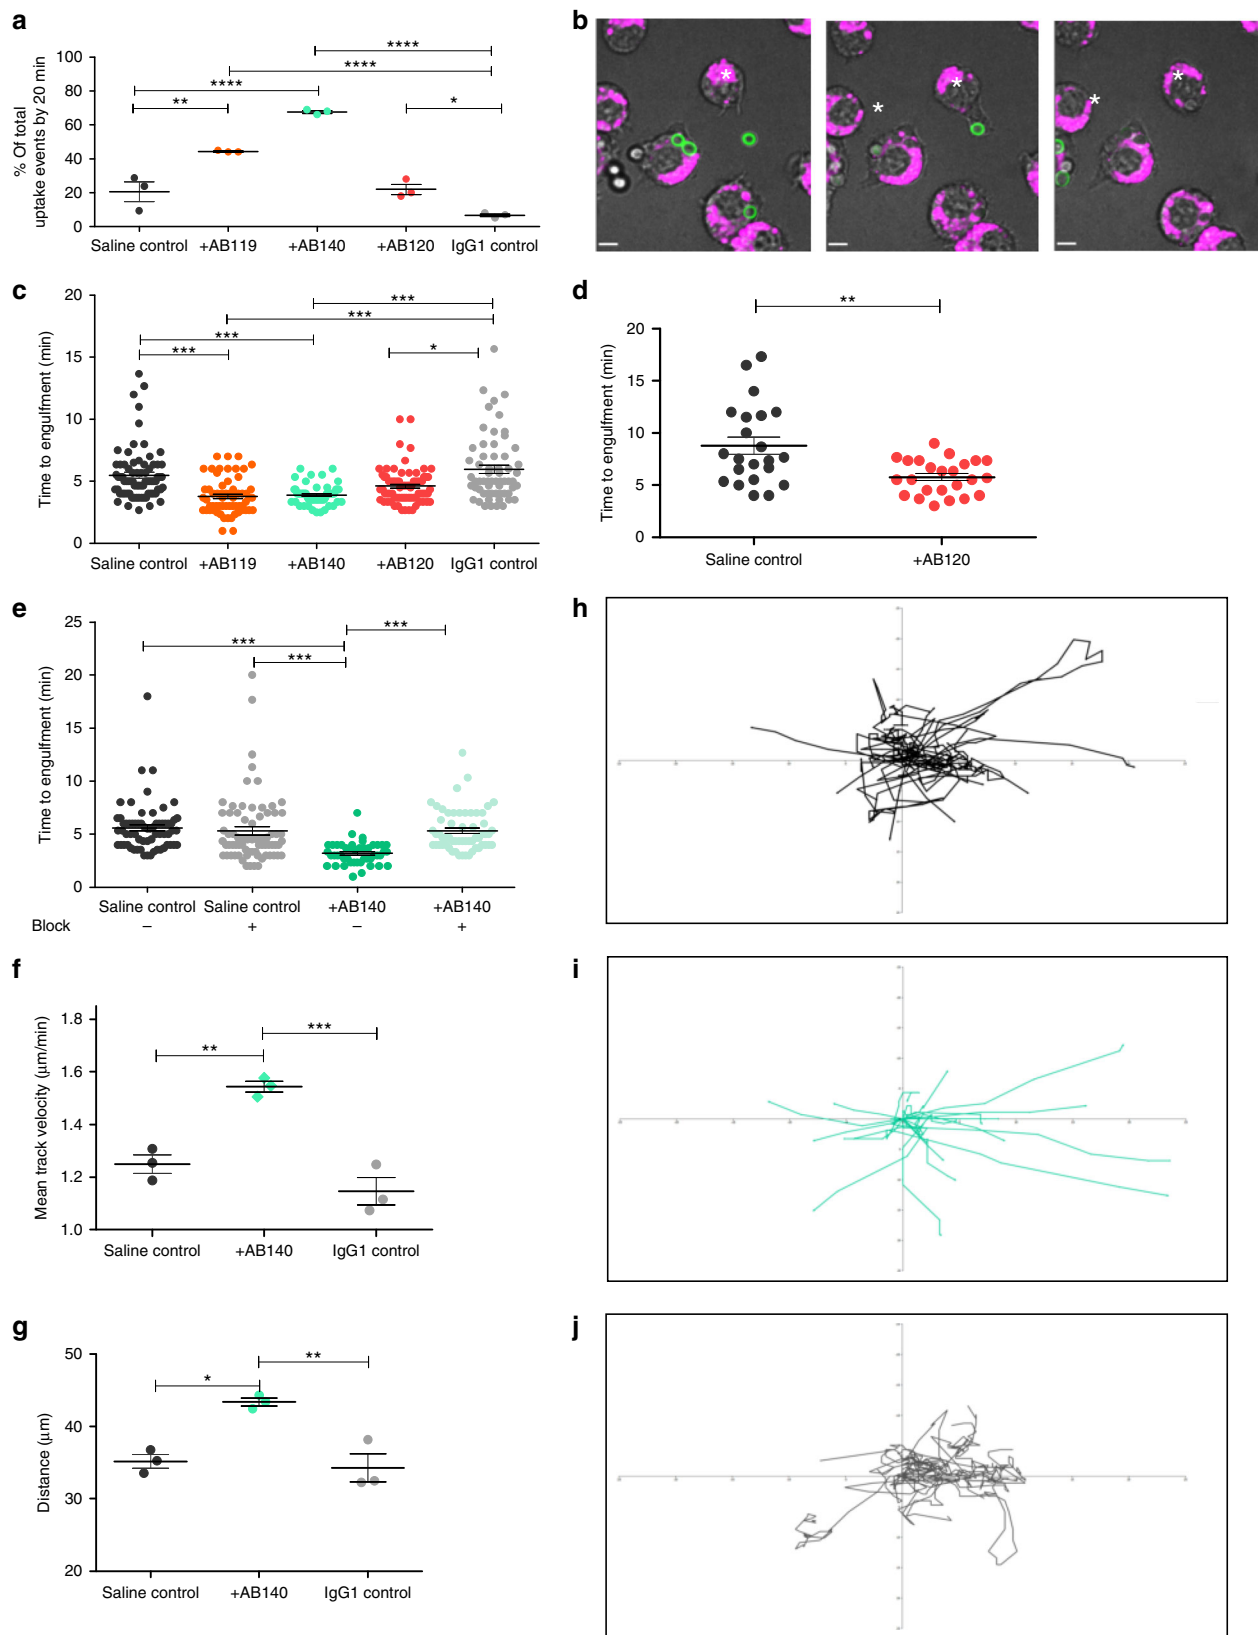 a
% Of total
uptake events by 20 min
100
80
60
40
20
0
****
****
****
**
*
Saline control +AB119 +AB140 +AB120 IgG1 control
b
*
*
*
*
*
c
Time to engulfment (min)
20
15
10
5
0
***
***
***
***
*
Saline control +AB119 +AB140 +AB120 IgG1 control
d
Time to engulfment (min)
20
15
10
5
0
**
Saline control +AB120
e
Time to engulfment (min)
25
20
15
10
5
0
***
***
***
Saline control Saline control +AB140 +AB140
Block – + – +
f
Mean track velocity (μm/min)
1.8
1.6
1.4
1.2
1.0
**
***
Saline control +AB140 IgG1 control
g
Distance (μm)
50
40
30
20
*
**
Saline control +AB140 IgG1 control
h
i
j